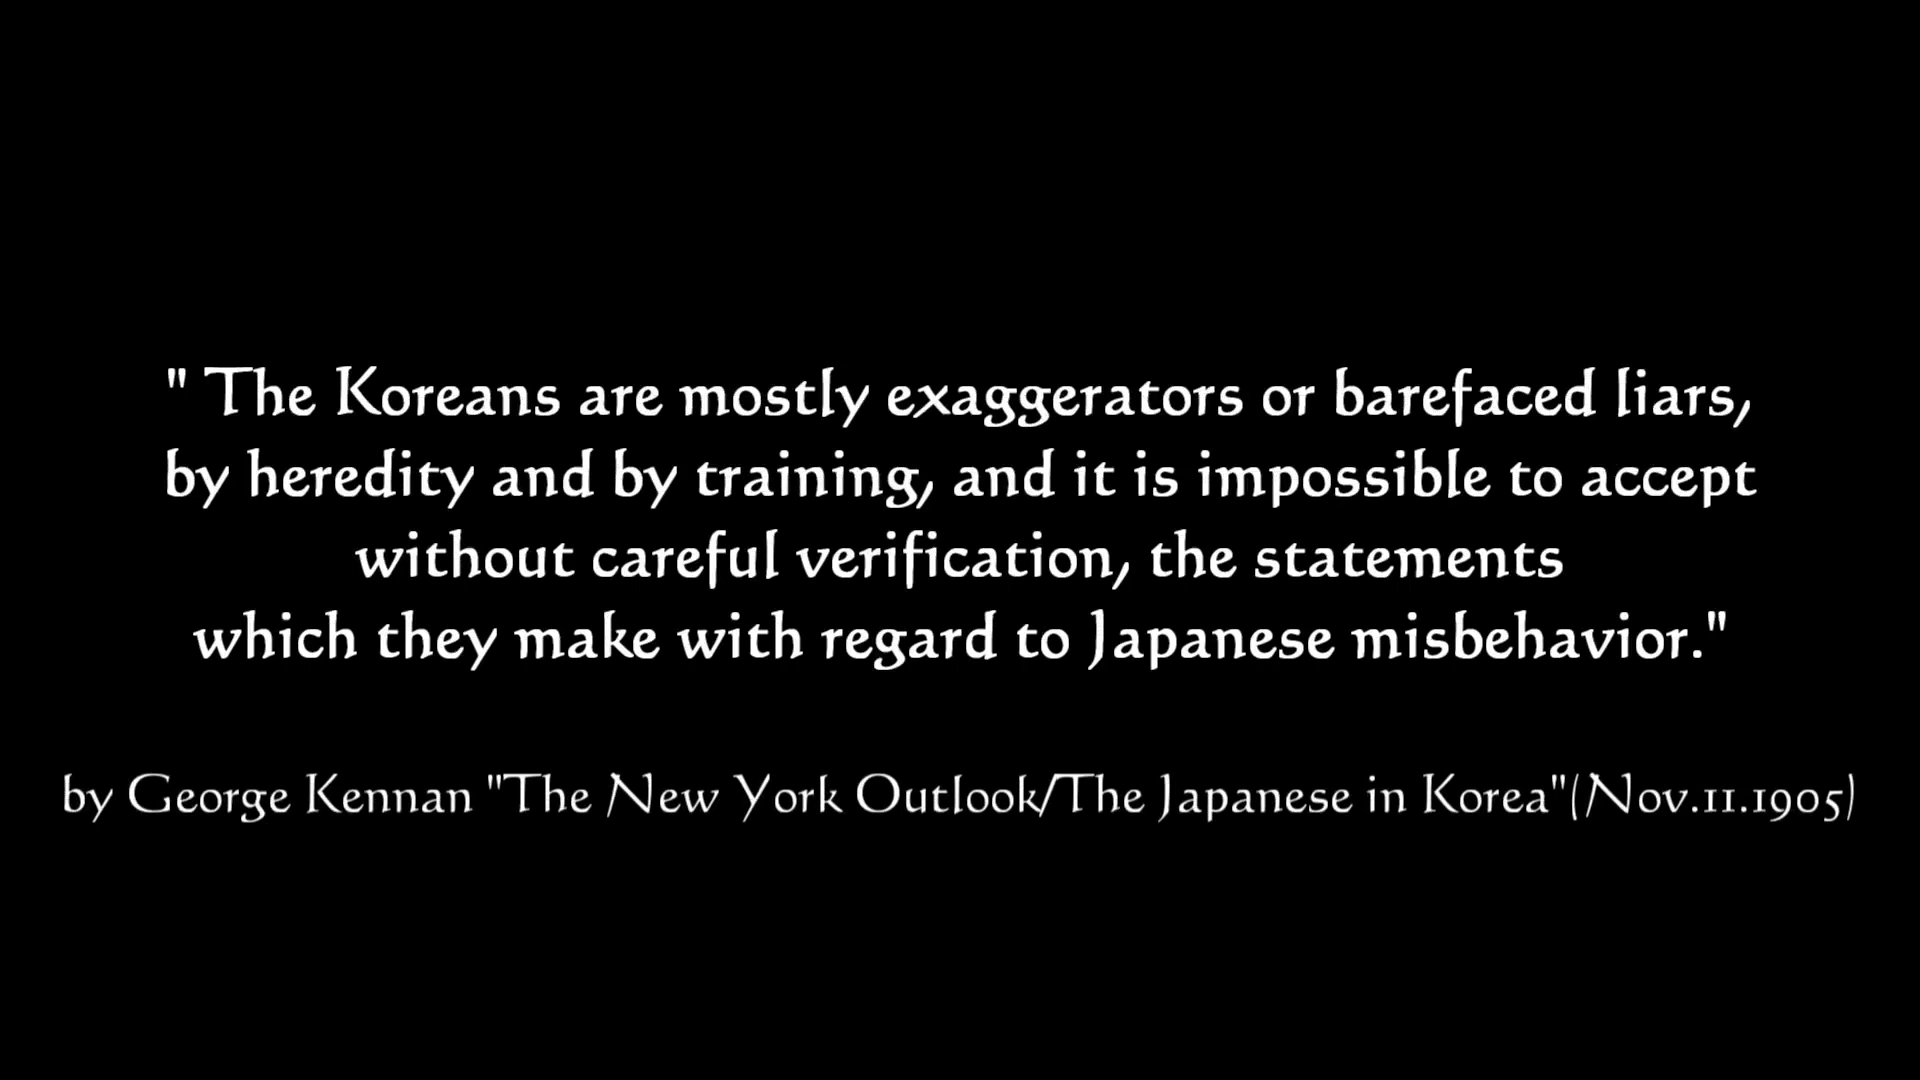 " The Koreans are mostly exaggerators or barefaced liars,
by heredity and by training, and it is impossible to accept
without careful verification, the statements
which they make with regard to Japanese misbehavior."
by George Kennan "The New York Outlook/The Japanese in Korea"(Nov.11.1905)